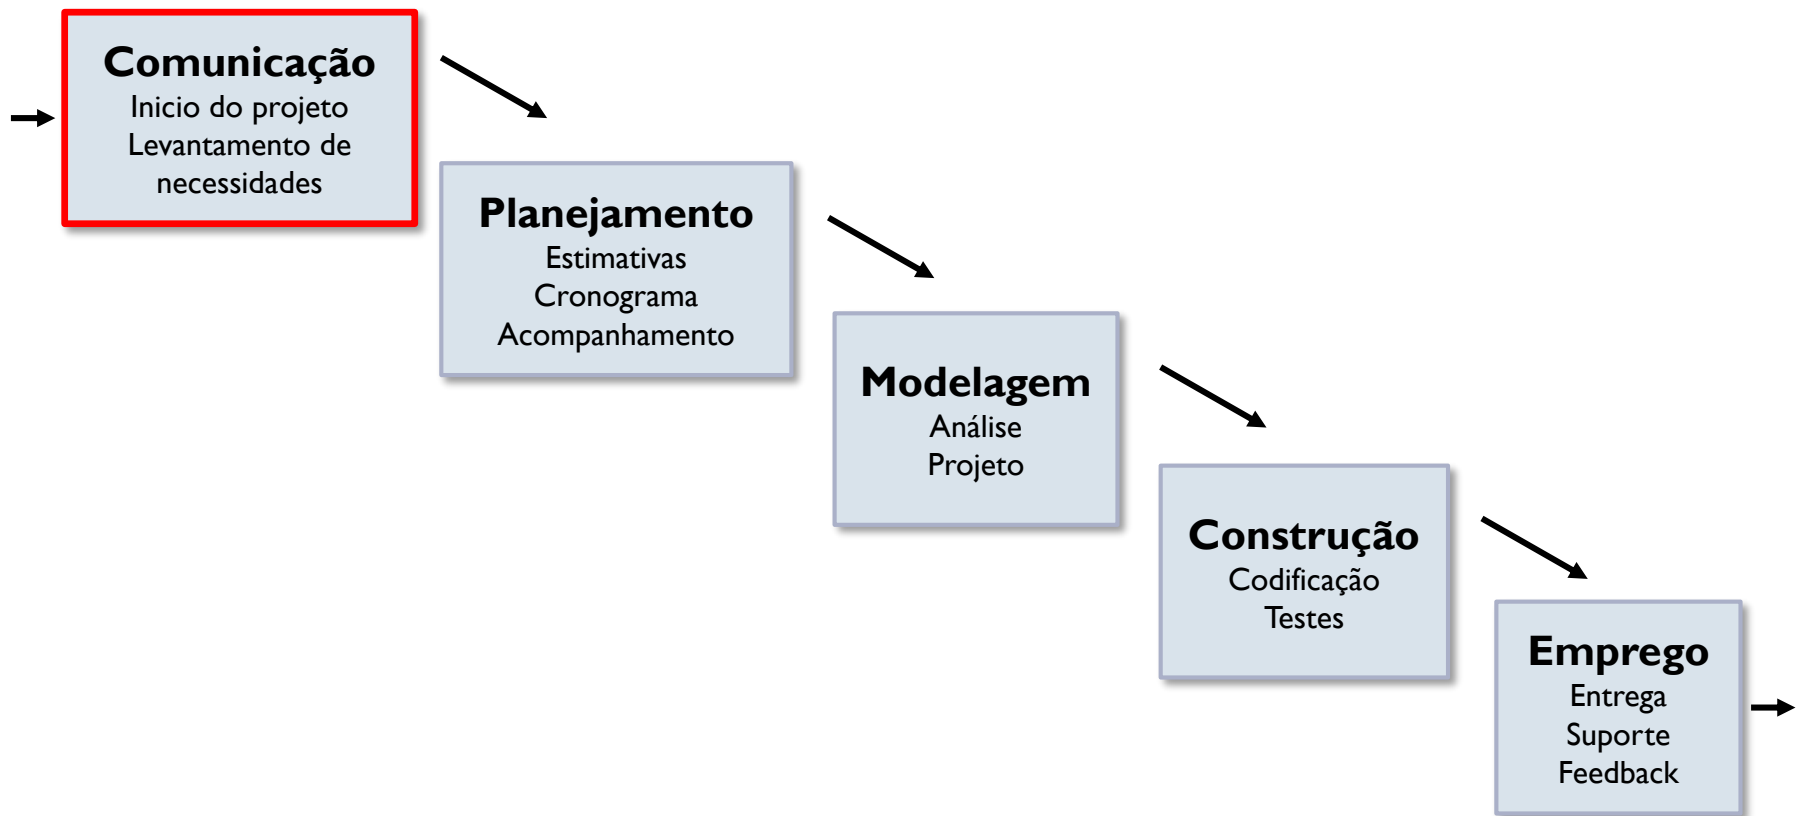 Comunicação
Inicio do projeto
Levantamento de
necessidades
Planejamento
Estimativas
Cronograma
Acompanhamento
Modelagem
Análise
Projeto
Construção
Codificação
Testes
Emprego
Entrega
Suporte
Feedback